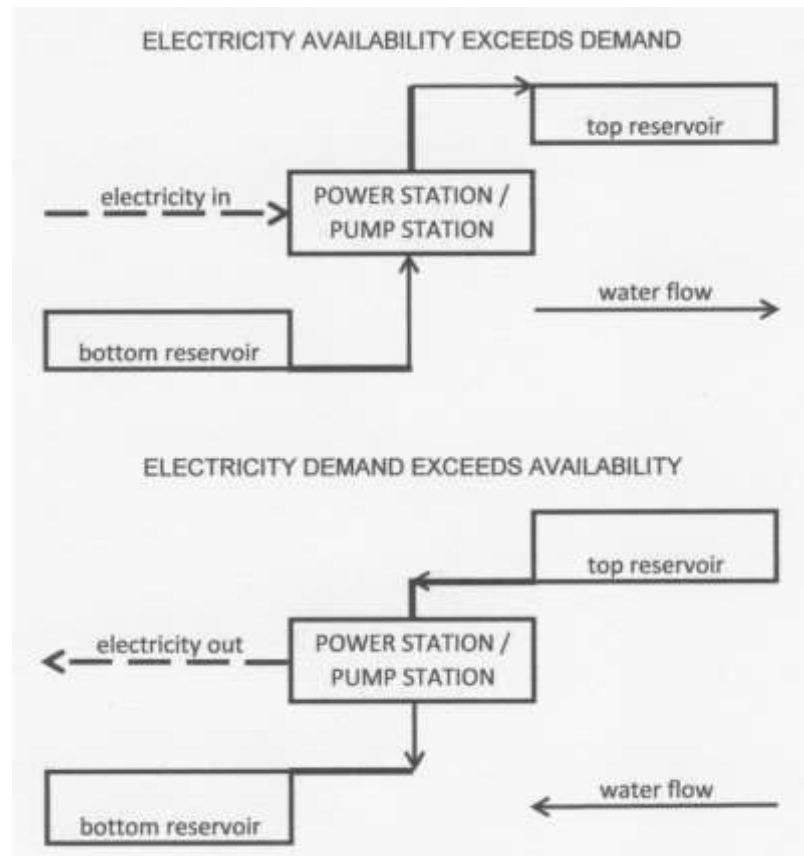 ELECTRICITY AVAILABILITY EXCEEDS DEMAND
top reservoir
electricity in
POWER STATION /
PUMP STATION
water flow
bottom reservoir
ELECTRICITY DEMAND EXCEEDS AVAILABILITY
top reservoir
electricity out
POWER STATION /
PUMP STATION
water flow
bottom reservoir